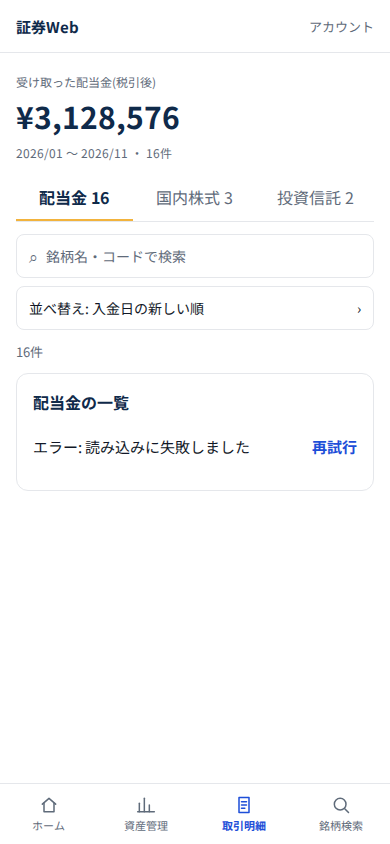 証券Web
アカウント
受け取った配当金(税引後)
¥3,128,576
2026/01 〜 2026/11 ・ 16件
配当金 16
国内株式 3
投資信託 2
銘柄名・コードで検索
並べ替え: 入金日の新しい順 ›
16件
配当金の一覧
エラー: 読み込みに失敗しました
再試行
ホーム
資産管理
取引明細
銘柄検索